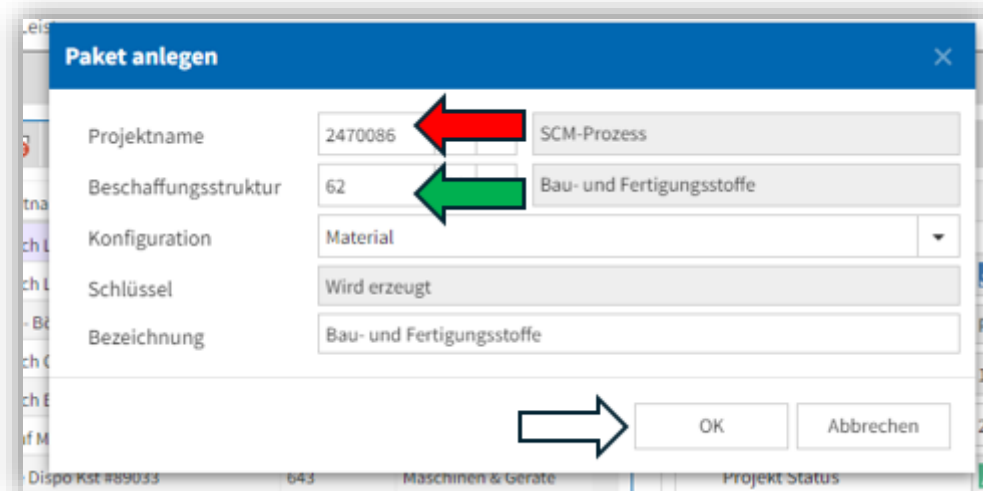 Paket anlegen
Projektname 2470086 SCM-Prozess
Beschaffungsstruktur 62 Bau- und Fertigungsstoffe
Konfiguration Material
Schlüssel Wird erzeugt
Bezeichnung Bau- und Fertigungsstoffe
OK Abbrechen
Dispo Kst #89033 643 Maschinen & Geräte Projekt Status